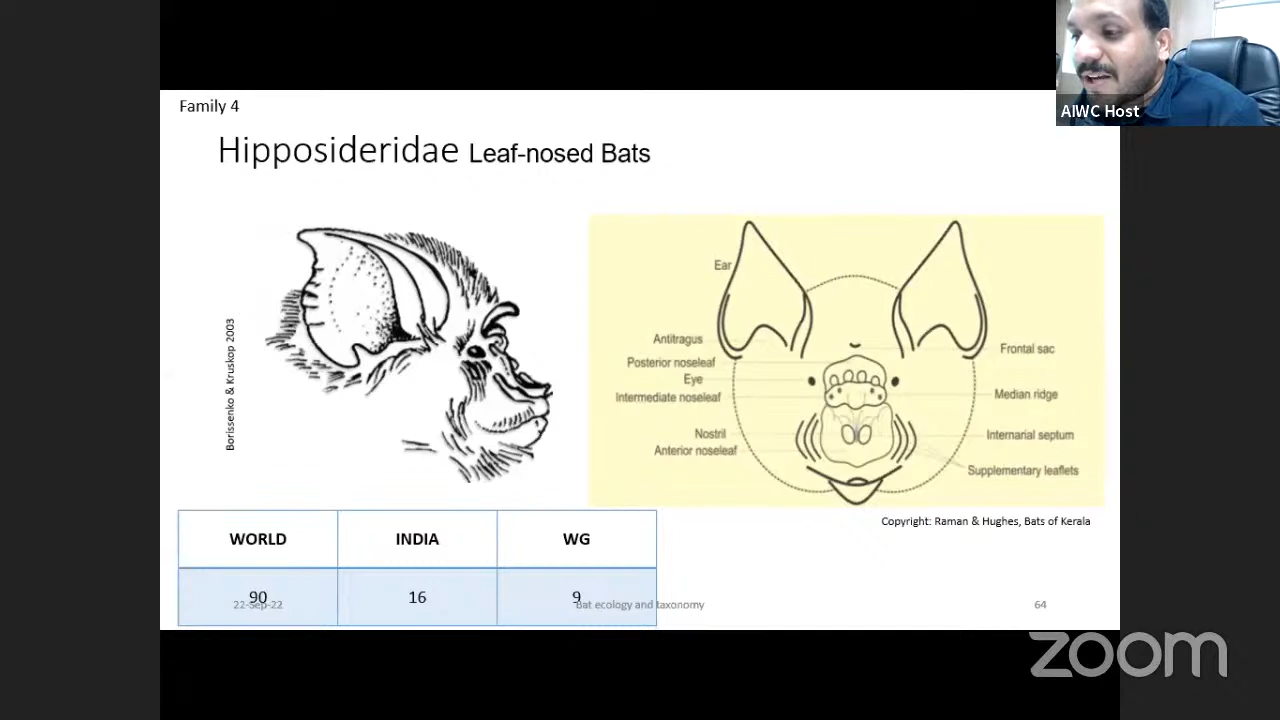 Family 4
Hipposideridae Leaf-nosed Bats
AIWC Host
Borissenko & Kruskop 2003
Ear
Antitragus
Posterior noseleaf
Eye
Intermediate noseleaf
Nostril
Anterior noseleaf
Frontal sac
Median ridge
Internarial septum
Supplementary leaflets
Copyright: Raman & Hughes, Bats of Kerala
WORLD INDIA WG
90 16 9
22-Sep-22 Bat ecology and taxonomy 64
zoom